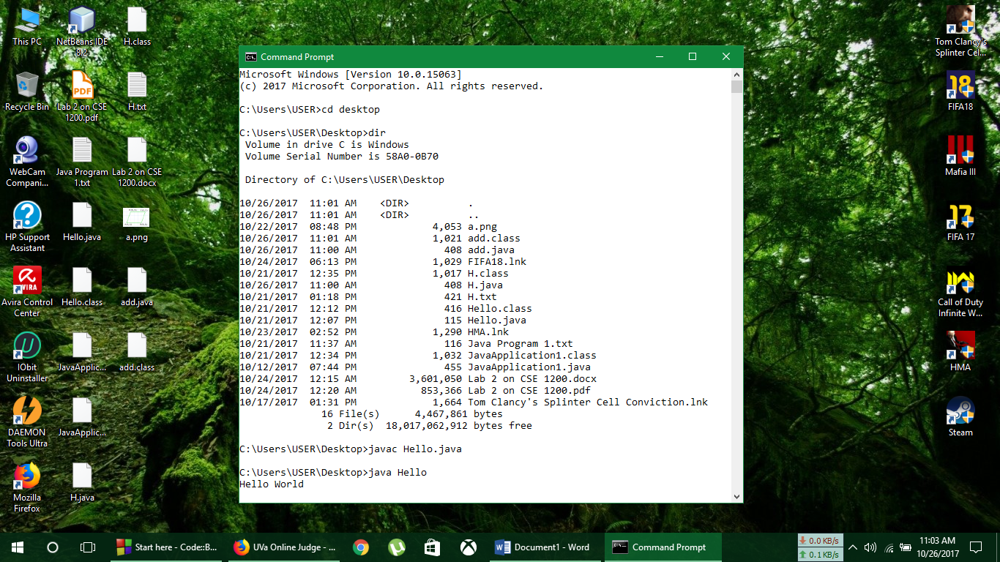 This PC
NetBeans IDE
8.2
H.class
Recycle Bin
PDF
Lab 2 on CSE
1200.pdf
H.txt
WebCam
Compani...
Java Program
1.txt
Lab 2 on CSE
1200.docx
HP Support
Assistant
Hello.java
a.png
AVIRA
Avira Control
Center
Hello.class
add.java
IObit
Uninstaller
JavaApplic...
add.class
DAEMON
Tools Ultra
JavaApplic...
Mozilla
Firefox
H.java
Command Prompt
Microsoft Windows [Version 10.0.15063]
(c) 2017 Microsoft Corporation. All rights reserved.
C:\Users\USER>cd desktop
C:\Users\USER\Desktop>dir
Volume in drive C is Windows
Volume Serial Number is 58A0-0B70
Directory of C:\Users\USER\Desktop
10/26/2017  11:01 AM    <DIR>          .
10/26/2017  11:01 AM    <DIR>          ..
10/22/2017  08:48 PM             4,053 a.png
10/26/2017  11:01 AM             1,021 add.class
10/26/2017  11:00 AM               408 add.java
10/24/2017  06:13 PM             1,029 FIFA18.lnk
10/21/2017  12:35 PM             1,017 H.class
10/26/2017  11:00 AM               408 H.java
10/21/2017  01:18 PM               421 H.txt
10/21/2017  12:12 PM               416 Hello.class
10/21/2017  12:07 PM               115 Hello.java
10/23/2017  02:52 PM             1,290 HMA.lnk
10/21/2017  11:37 AM               116 Java Program 1.txt
10/21/2017  12:34 PM             1,032 JavaApplication1.class
10/12/2017  07:44 PM               455 JavaApplication1.java
10/24/2017  12:15 AM         3,601,050 Lab 2 on CSE 1200.docx
10/24/2017  12:20 AM           853,366 Lab 2 on CSE 1200.pdf
10/17/2017  01:31 PM             1,664 Tom Clancy's Splinter Cell Conviction.lnk
16 File(s)      4,467,861 bytes
2 Dir(s)  18,017,062,912 bytes free
C:\Users\USER\Desktop>javac Hello.java
C:\Users\USER\Desktop>java Hello
Hello World
Tom Clancy's
Splinter Cel...
18
FIFA18
Mafia III
17
FIFA 17
Call of Duty
Infinite W...
HMA
Steam
Start here - Code::B...
UVa Online Judge - ...
Document1 - Word
Command Prompt
0.0 KB/s
0.1 KB/s
11:03 AM
10/26/2017